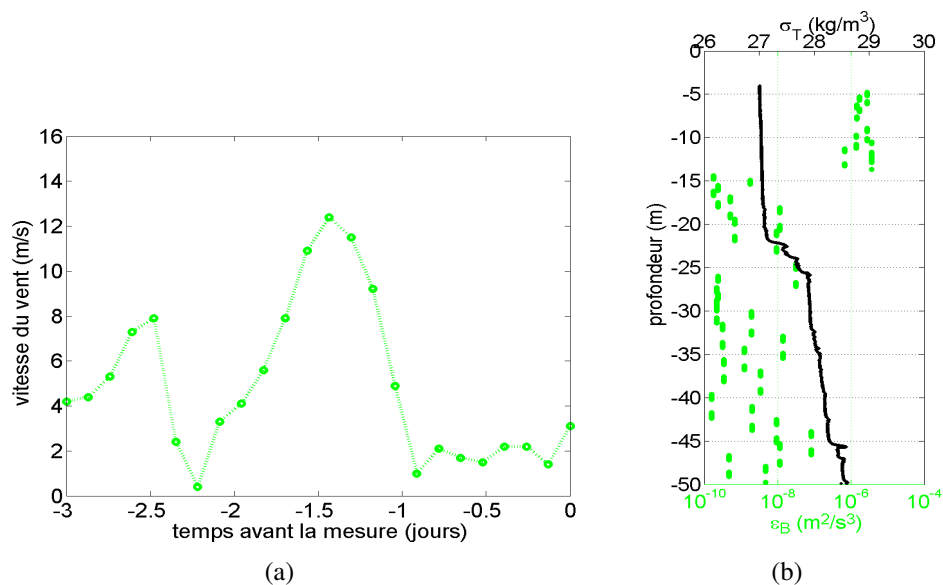 σ_T (kg/m³)
26 27 28 29 30
0
-5
-10
-15
-20
-25
-30
-35
-40
-45
-50
profondeur (m)
10⁻¹⁰ 10⁻⁸ 10⁻⁶ 10⁻⁴
ε_B (m²/s³)
(b)
16
14
12
10
8
6
4
2
0
vitesse du vent (m/s)
-3 -2.5 -2 -1.5 -1 -0.5 0
temps avant la mesure (jours)
(a)